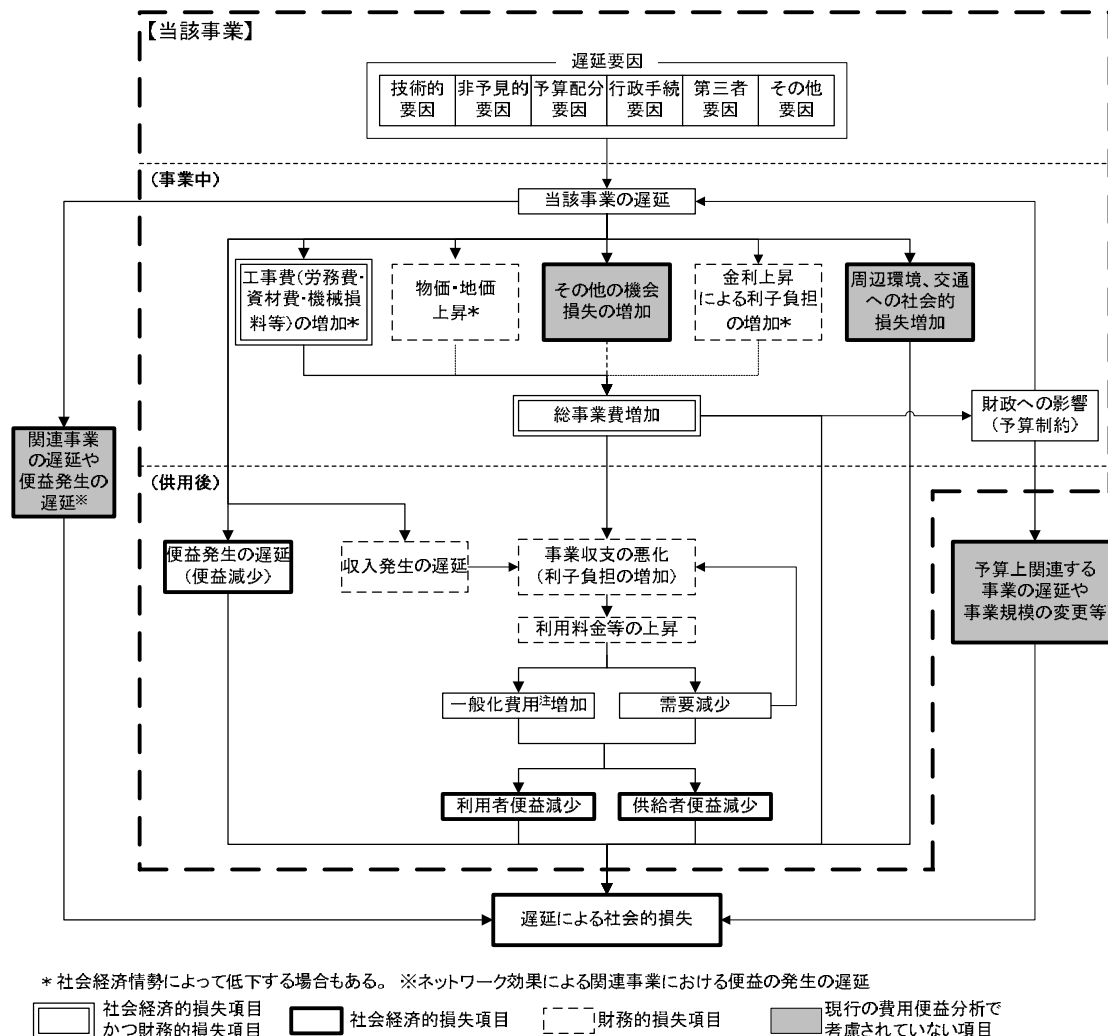 【当該事業】
遅延要因
技術的
要因
非予見的
要因
予算配分
要因
行政手続
要因
第三者
要因
その他
要因
(事業中)
当該事業の遅延
工事費(労務費・
資材費・機械損
料等)の増加*
物価・地価
上昇*
その他の機会
損失の増加
金利上昇
による利子負担
の増加*
周辺環境、交通
への社会的
損失増加
総事業費増加
財政への影響
(予算制約)
関連事業
の遅延や
便益発生の
遅延※
(供用後)
便益発生の遅延
(便益減少)
収入発生の遅延
事業収支の悪化
(利子負担の増加)
予算上関連する
事業の遅延や
事業規模の変更等
利用料金等の上昇
一般化費用注増加
需要減少
利用者便益減少
供給者便益減少
遅延による社会的損失
* 社会経済情勢によって低下する場合もある。 ※ネットワーク効果による関連事業における便益の発生の遅延
社会経済的損失項目
かつ財務的損失項目
社会経済的損失項目
財務的損失項目
現行の費用便益分析で
考慮されていない項目